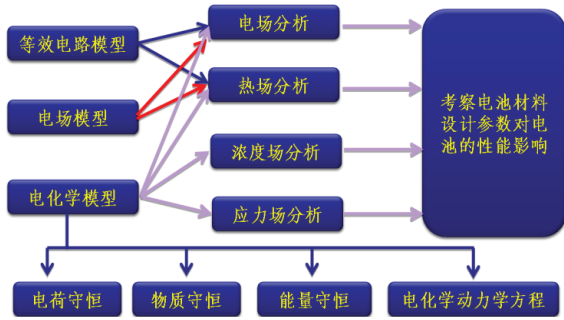 等效电路模型
电场模型
电化学模型
电场分析
热场分析
浓度场分析
应力场分析
考察电池材料
设计参数对电
池的性能影响
电荷守恒
物质守恒
能量守恒
电化学动力学方程